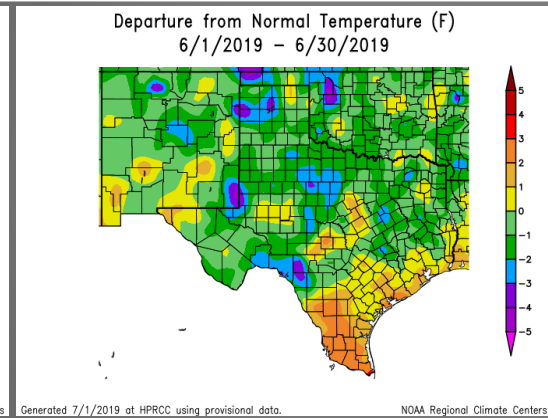 Departure from Normal Temperature (F)
6/1/2019 – 6/30/2019
5
4
3
2
1
0
−1
−2
−3
−4
−5
s
Generated 7/1/2019 at HPRCC using provisional data.
NOAA Regional Climate Centers